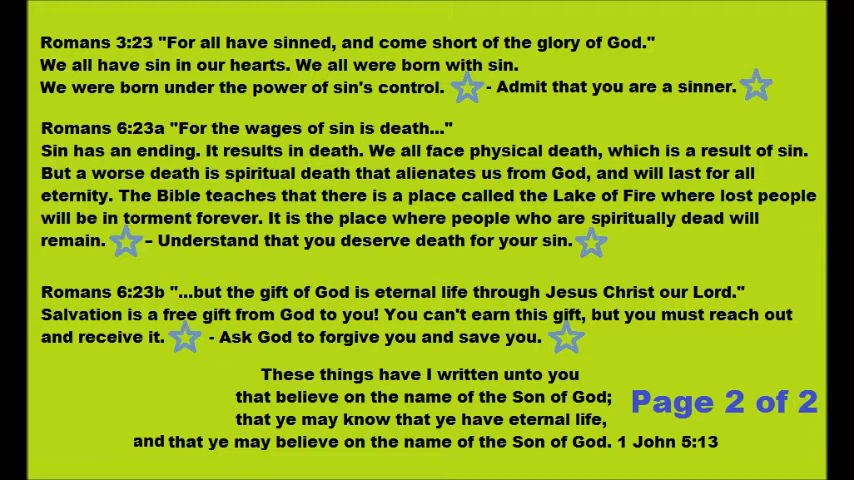 Romans 3:23 "For all have sinned, and come short of the glory of God."
We all have sin in our hearts. We all were born with sin.
We were born under the power of sin's control. - Admit that you are a sinner.
Romans 6:23a "For the wages of sin is death..."
Sin has an ending. It results in death. We all face physical death, which is a result of sin.
But a worse death is spiritual death that alienates us from God, and will last for all
eternity. The Bible teaches that there is a place called the Lake of Fire where lost people
will be in torment forever. It is the place where people who are spiritually dead will
remain. – Understand that you deserve death for your sin.
Romans 6:23b "...but the gift of God is eternal life through Jesus Christ our Lord."
Salvation is a free gift from God to you! You can't earn this gift, but you must reach out
and receive it. - Ask God to forgive you and save you.
These things have I written unto you
that believe on the name of the Son of God;
that ye may know that ye have eternal life,
and that ye may believe on the name of the Son of God. 1 John 5:13
Page 2 of 2